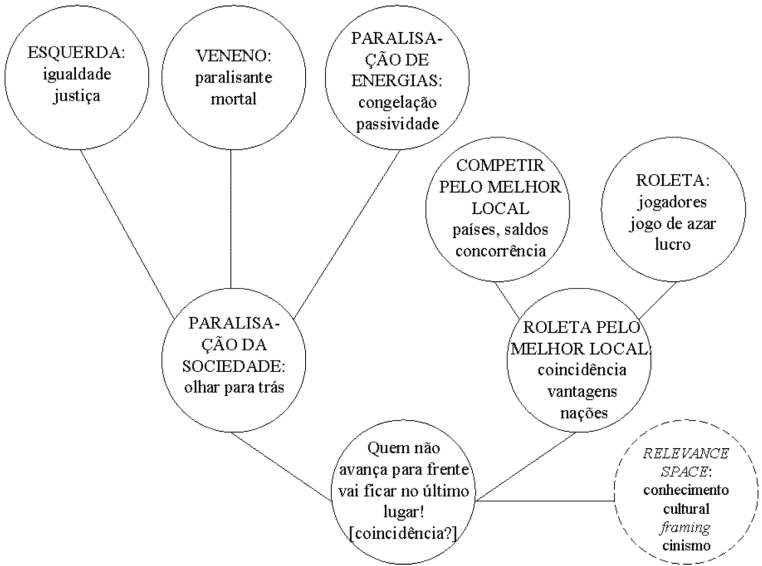 ESQUERDA:
igualdade
justiça
VENENO:
paralisante
mortal
PARALISA-
ÇÃO DE
ENERGIAS:
congelação
passividade
COMPETIR
PELO MELHOR
LOCAL
países, saldos
concorrência
ROLETA:
jogadores
jogo de azar
lucro
PARALISA-
ÇÃO DA
SOCIEDADE:
olhar para trás
ROLETA PELO
MELHOR LOCAL:
coincidência
vantagens
nações
Quem não
avança para frente
vai ficar no último
lugar!
[coincidência?]
RELEVANCE
SPACE:
conhecimento
cultural
framing
cinismo